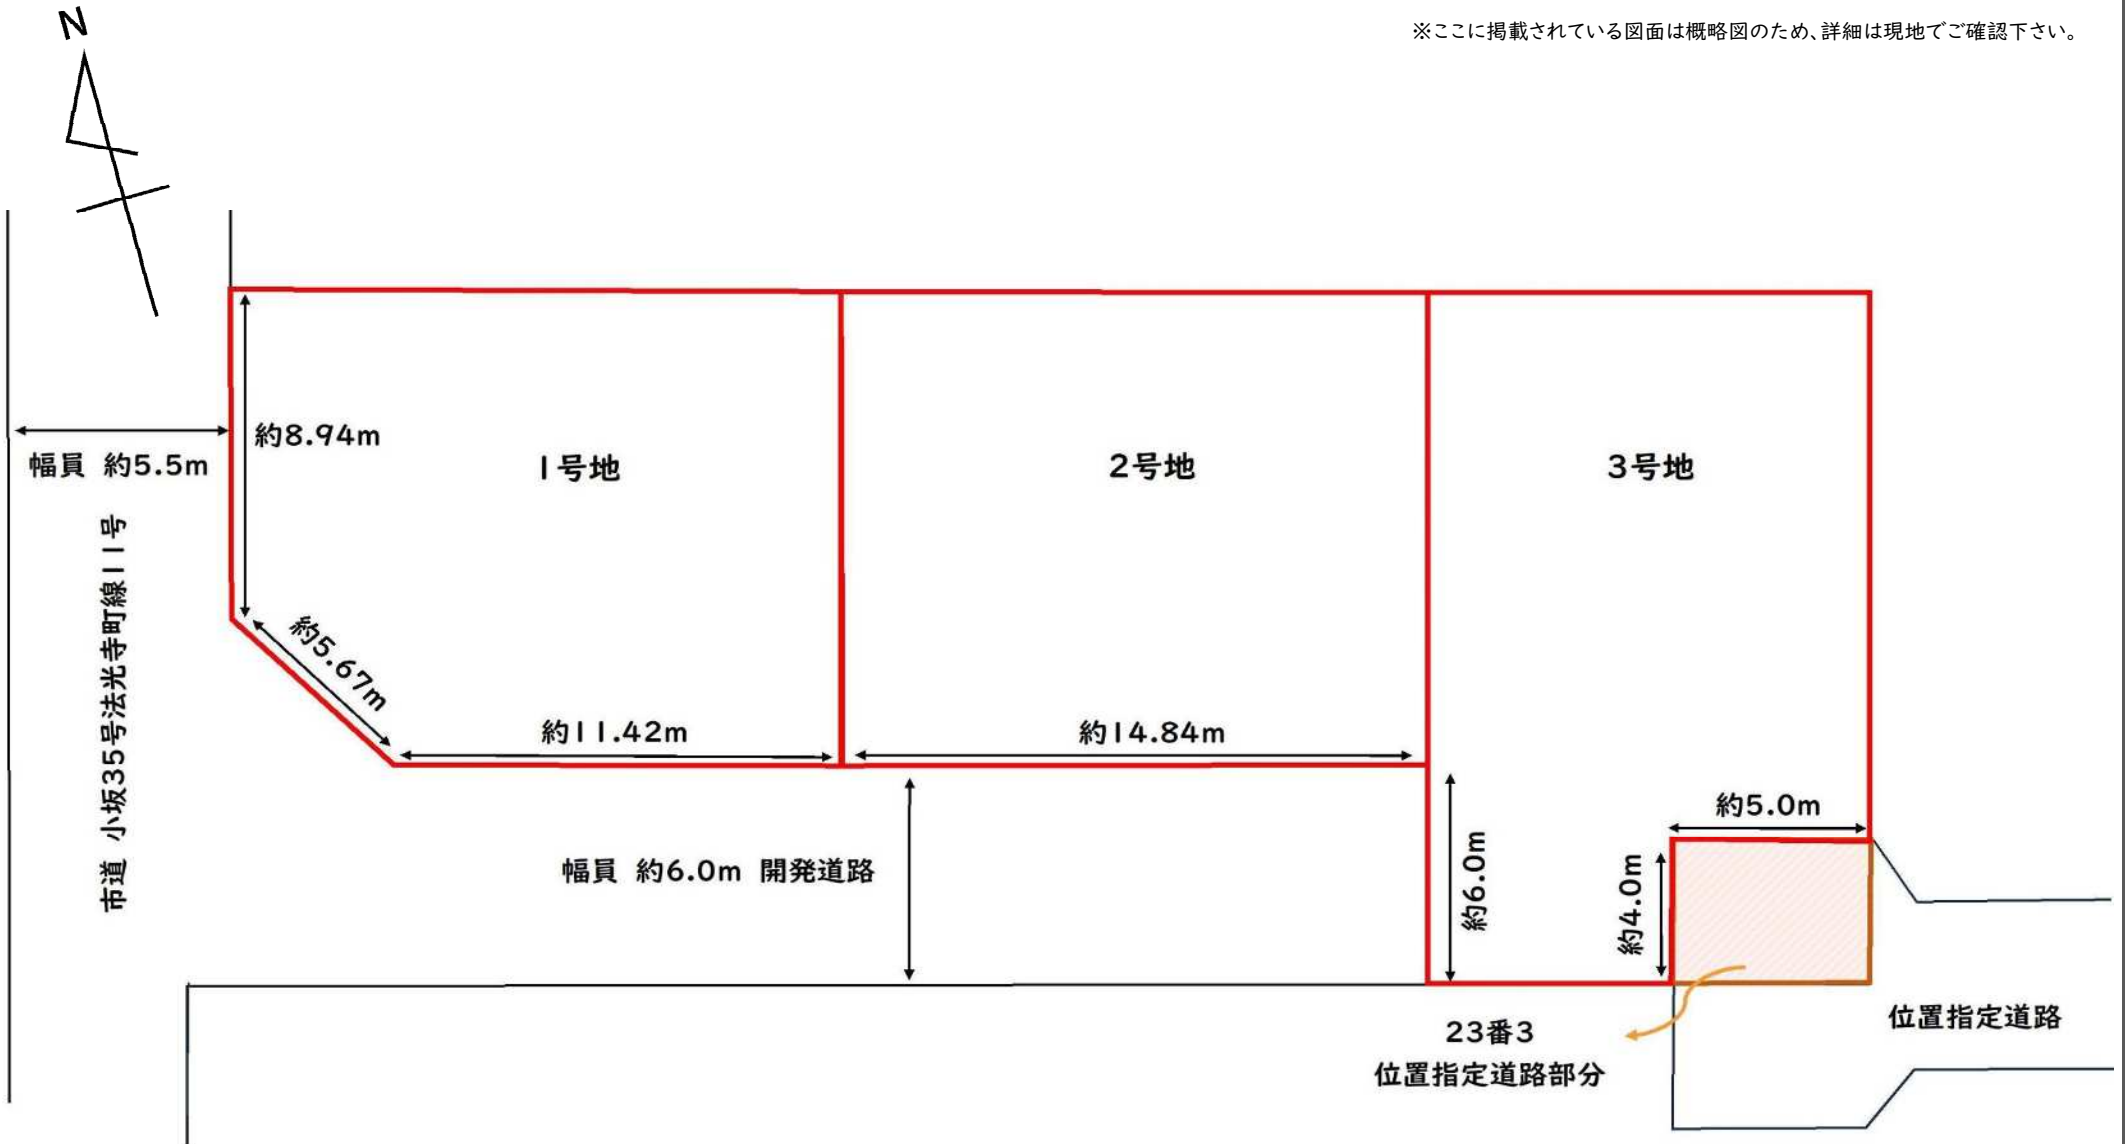 N
※ここに掲載されている図面は概略図のため、詳細は現地でご確認下さい。
約8.94m
幅員 約5.5m
1号地
2号地
3号地
市道 小坂35号法光寺町線11号
約5.67m
約11.42m
約14.84m
幅員 約6.0m 開発道路
約6.0m
約5.0m
約4.0m
23番3
位置指定道路部分
位置指定道路